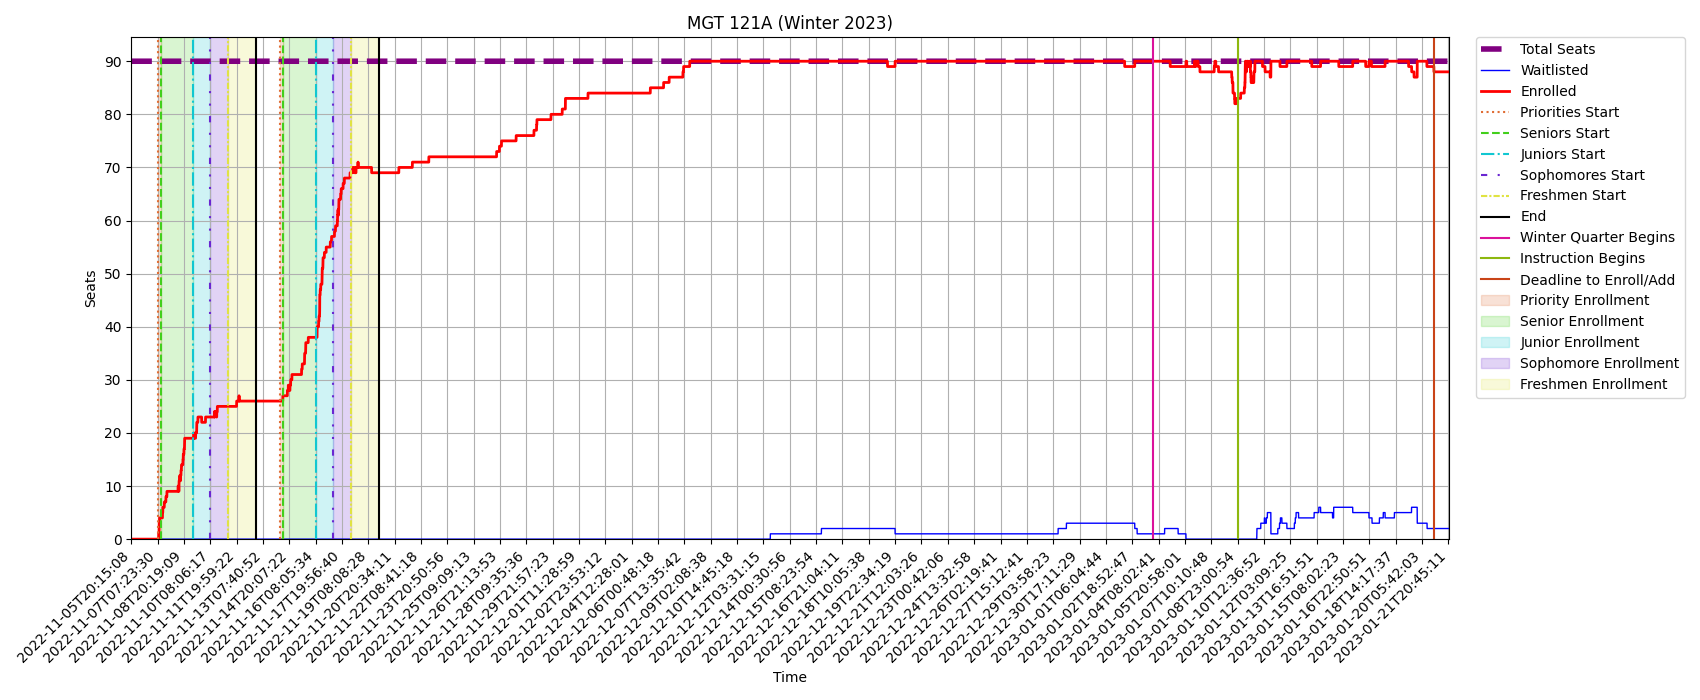 MGT 121A (Winter 2023)
Seats
90
80
70
60
50
40
30
20
10
0
2022-11-05T20:15:08
2022-11-07T07:23:30
2022-11-08T20:19:09
2022-11-10T08:06:17
2022-11-11T19:59:22
2022-11-13T07:40:52
2022-11-14T20:07:22
2022-11-16T08:05:34
2022-11-17T19:56:40
2022-11-19T08:08:28
2022-11-20T20:34:11
2022-11-22T08:41:18
2022-11-23T20:50:56
2022-11-25T09:09:13
2022-11-26T21:13:53
2022-11-28T09:35:36
2022-11-29T21:57:23
2022-12-01T11:28:59
2022-12-02T23:53:12
2022-12-04T12:28:01
2022-12-06T00:48:18
2022-12-07T13:35:42
2022-12-09T02:08:38
2022-12-10T14:45:18
2022-12-12T03:31:15
2022-12-14T00:30:56
2022-12-15T08:23:54
2022-12-16T21:04:11
2022-12-18T10:05:38
2022-12-19T22:34:19
2022-12-21T12:03:26
2022-12-23T00:42:06
2022-12-24T13:32:58
2022-12-26T02:19:41
2022-12-27T15:12:41
2022-12-29T03:58:23
2022-12-30T17:11:29
2023-01-01T06:04:44
2023-01-02T18:52:47
2023-01-04T08:02:41
2023-01-05T20:58:01
2023-01-07T10:10:48
2023-01-08T23:00:54
2023-01-10T12:36:52
2023-01-12T03:09:25
2023-01-13T16:51:51
2023-01-15T08:02:23
2023-01-16T22:50:51
2023-01-18T14:17:37
2023-01-20T05:42:03
2023-01-21T20:45:11
Time
Total Seats
Waitlisted
Enrolled
Priorities Start
Seniors Start
Juniors Start
Sophomores Start
Freshmen Start
End
Winter Quarter Begins
Instruction Begins
Deadline to Enroll/Add
Priority Enrollment
Senior Enrollment
Junior Enrollment
Sophomore Enrollment
Freshmen Enrollment